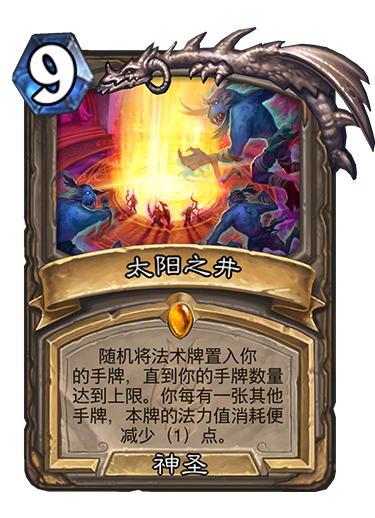 9
太阳之井
随机将法术牌置入你
的手牌，直到你的手牌数量
达到上限。你每有一张其他
手牌，本牌的法力值消耗便
减少（1）点。
神圣